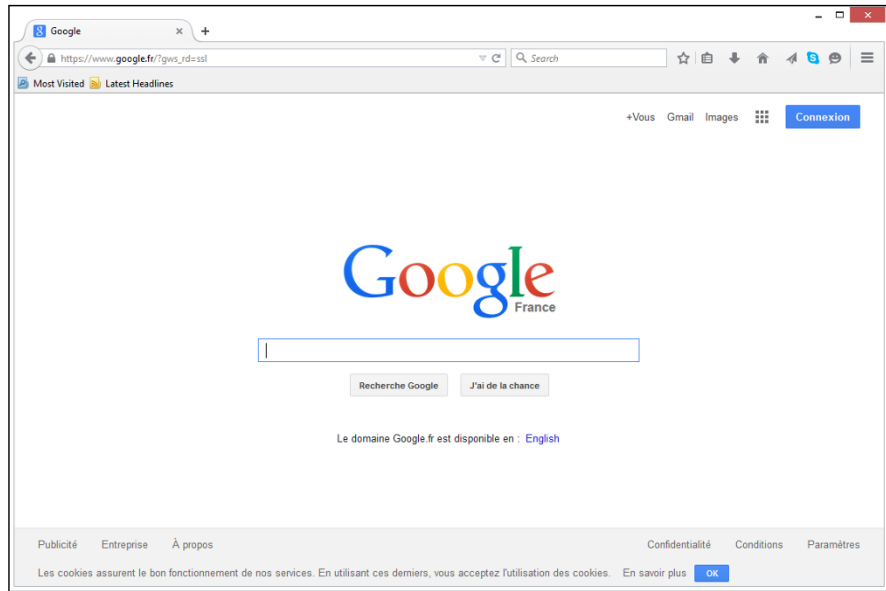 Google
https://www.google.fr/?gws_rd=ssl
Search
Most Visited Latest Headlines
+Vous Gmail Images Connexion
Google
France
Recherche Google J'ai de la chance
Le domaine Google.fr est disponible en : English
Publicité Entreprise À propos Confidentialité Conditions Paramètres
Les cookies assurent le bon fonctionnement de nos services. En utilisant ces derniers, vous acceptez l'utilisation des cookies. En savoir plus OK